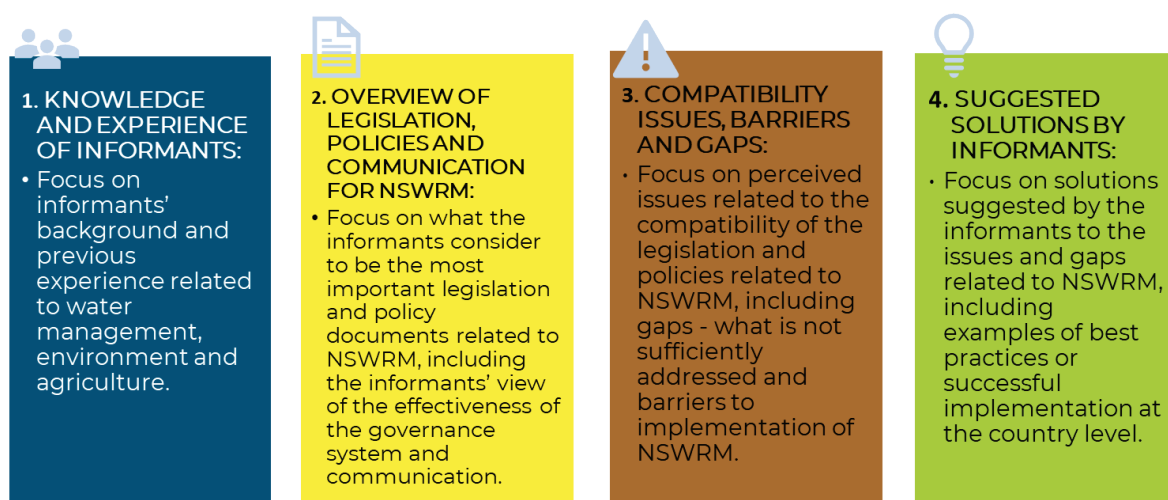 1. KNOWLEDGE
AND EXPERIENCE
OF INFORMANTS:
• Focus on
informants’
background and
previous
experience related
to water
management,
environment and
agriculture.
2. OVERVIEW OF
LEGISLATION,
POLICIES AND
COMMUNICATION
FOR NSWRM:
• Focus on what the
informants consider
to be the most
important legislation
and policy
documents related to
NSWRM, including
the informants’ view
of the effectiveness of
the governance
system and
communication.
3. COMPATIBILITY
ISSUES, BARRIERS
AND GAPS:
• Focus on perceived
issues related to the
compatibility of the
legislation and
policies related to
NSWRM, including
gaps - what is not
sufficiently
addressed and
barriers to
implementation of
NSWRM.
4. SUGGESTED
SOLUTIONS BY
INFORMANTS:
• Focus on solutions
suggested by the
informants to the
issues and gaps
related to NSWRM,
including
examples of best
practices or
successful
implementation at
the country level.